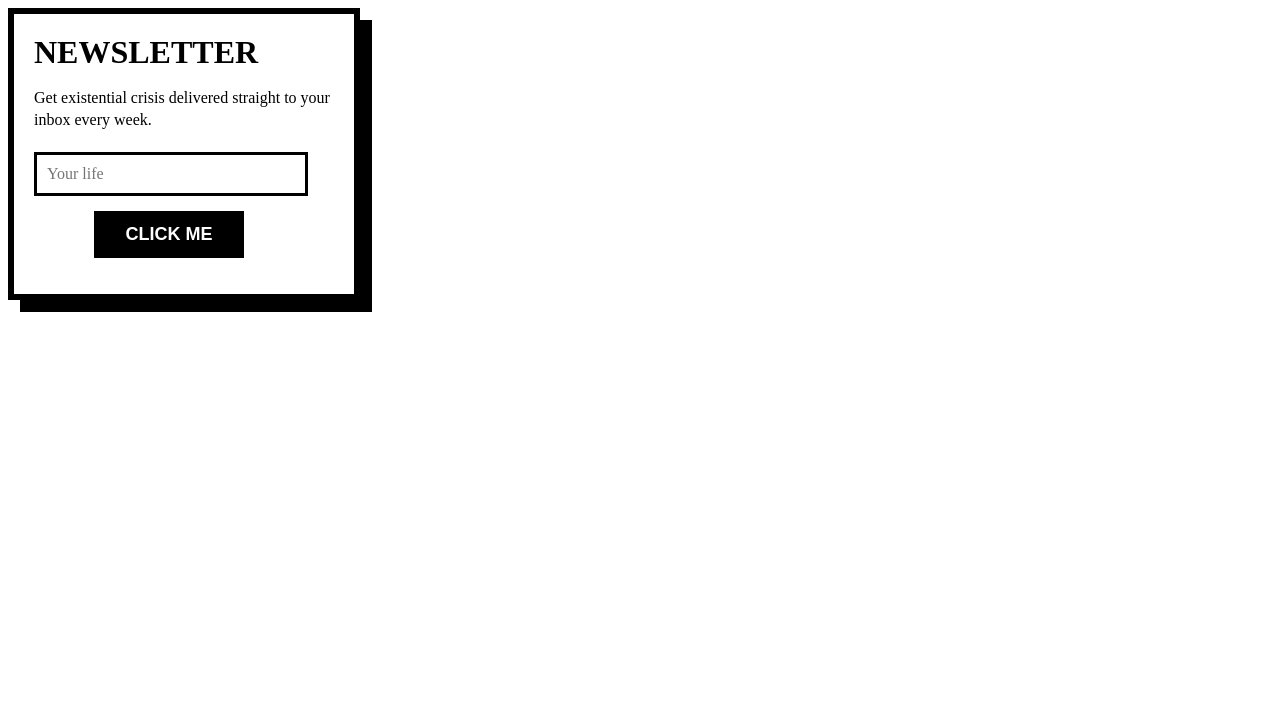 NEWSLETTER
Get existential crisis delivered straight to your
inbox every week.
Your life
CLICK ME